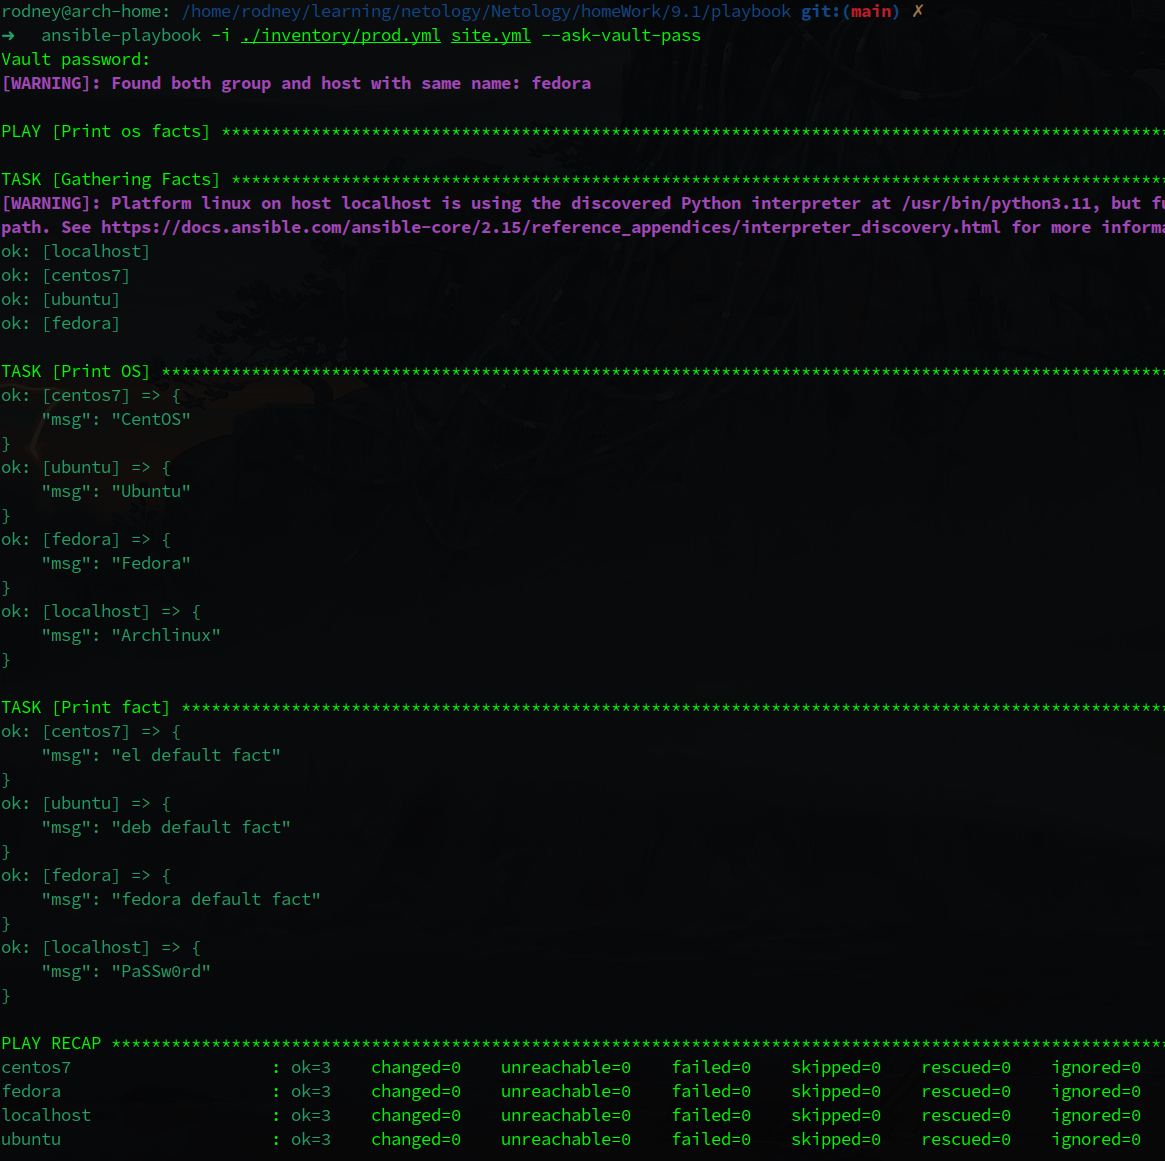 rodney@arch-home: /home/rodney/learning/netology/Netology/homeWork/9.1/playbook git:(main) ✗
➜  ansible-playbook -i ./inventory/prod.yml site.yml --ask-vault-pass
Vault password:
[WARNING]: Found both group and host with same name: fedora
PLAY [Print os facts] **********************************************************************************************
TASK [Gathering Facts] *********************************************************************************************
[WARNING]: Platform linux on host localhost is using the discovered Python interpreter at /usr/bin/python3.11, but
path. See https://docs.ansible.com/ansible-core/2.15/reference_appendices/interpreter_discovery.html for more
ok: [localhost]
ok: [centos7]
ok: [ubuntu]
ok: [fedora]
TASK [Print OS] ****************************************************************************************************
ok: [centos7] => {
    "msg": "CentOS"
}
ok: [ubuntu] => {
    "msg": "Ubuntu"
}
ok: [fedora] => {
    "msg": "Fedora"
}
ok: [localhost] => {
    "msg": "Archlinux"
}
TASK [Print fact] **************************************************************************************************
ok: [centos7] => {
    "msg": "el default fact"
}
ok: [ubuntu] => {
    "msg": "deb default fact"
}
ok: [fedora] => {
    "msg": "fedora default fact"
}
ok: [localhost] => {
    "msg": "PaSSw0rd"
}
PLAY RECAP *********************************************************************************************************
centos7                    : ok=3    changed=0    unreachable=0    failed=0    skipped=0    rescued=0    ignored=0
fedora                     : ok=3    changed=0    unreachable=0    failed=0    skipped=0    rescued=0    ignored=0
localhost                  : ok=3    changed=0    unreachable=0    failed=0    skipped=0    rescued=0    ignored=0
ubuntu                     : ok=3    changed=0    unreachable=0    failed=0    skipped=0    rescued=0    ignored=0